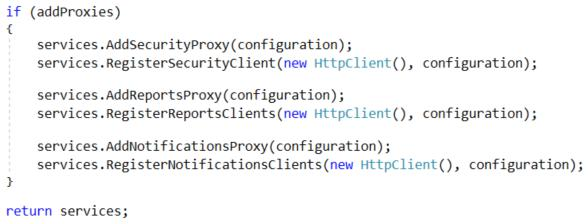 if (addProxies)
{
services.AddSecurityProxy(configuration);
services.RegisterSecurityClient(new HttpClient(), configuration);
services.AddReportsProxy(configuration);
services.RegisterReportsClients(new HttpClient(), configuration);
services.AddNotificationsProxy(configuration);
services.RegisterNotificationsClients(new HttpClient(), configuration);
}
return services;